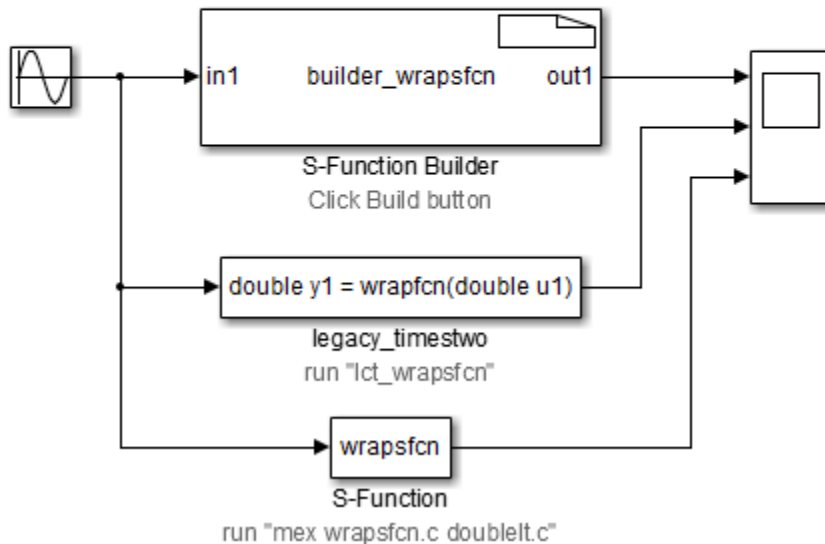 in1 builder_wrapsfcn out1
S-Function Builder
Click Build button
double y1 = wrapfcn(double u1)
legacy_timestwo
run "lct_wrapsfcn"
wrapsfcn
S-Function
run "mex wrapsfcn.c doubleIt.c"